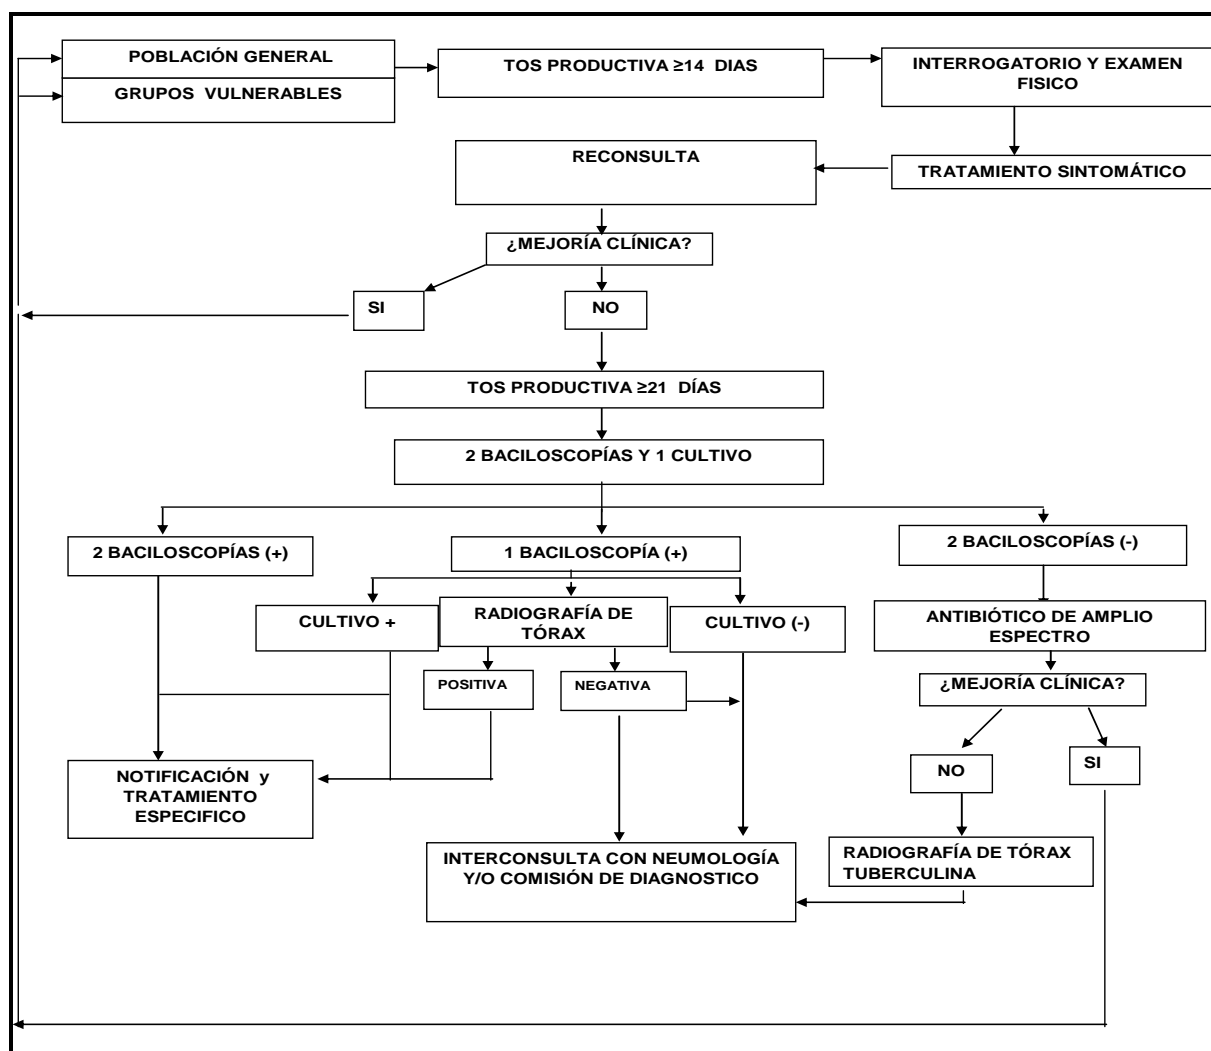 POBLACIÓN GENERAL
GRUPOS VULNERABLES
TOS PRODUCTIVA ≥14 DIAS
INTERROGATORIO Y EXAMEN
FISICO
RECONSULTA
TRATAMIENTO SINTOMÁTICO
¿MEJORÍA CLÍNICA?
SI
NO
TOS PRODUCTIVA ≥21 DÍAS
2 BACILOSCOPÍAS Y 1 CULTIVO
2 BACILOSCOPÍAS (+)
1 BACILOSCOPÍA (+)
2 BACILOSCOPÍAS (-)
CULTIVO +
RADIOGRAFÍA DE
TÓRAX
CULTIVO (-)
ANTIBIÓTICO DE AMPLIO
ESPECTRO
POSITIVA
NEGATIVA
¿MEJORÍA CLÍNICA?
NO
SI
NOTIFICACIÓN y
TRATAMIENTO
ESPECIFICO
INTERCONSULTA CON NEUMOLOGÍA
Y/O COMISIÓN DE DIAGNOSTICO
RADIOGRAFÍA DE TÓRAX
TUBERCULINA